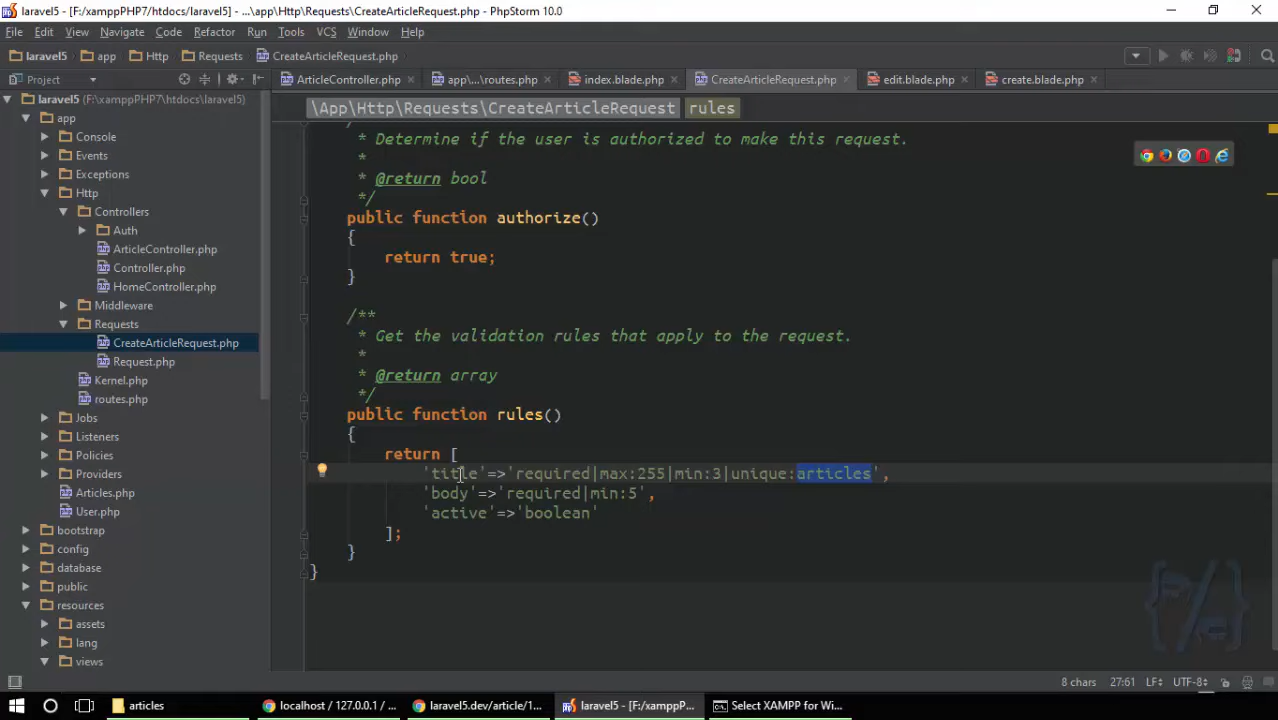 laravel5 - [F:/xamppPHP7/htdocs/laravel5] - ...\app\Http\Requests\CreateArticleRequest.php - PhpStorm 10.0
File Edit View Navigate Code Refactor Run Tools VCS Window Help
laravel5 app Http Requests CreateArticleRequest.php
Project
ArticleController.php app\...\routes.php index.blade.php CreateArticleRequest.php edit.blade.php create.blade.php
laravel5 (F:/xamppPHP7/htdocs/laravel5)
app
Console
Events
Exceptions
Http
Controllers
Auth
ArticleController.php
Controller.php
HomeController.php
Middleware
Requests
CreateArticleRequest.php
Request.php
Kernel.php
routes.php
Jobs
Listeners
Policies
Providers
Articles.php
User.php
bootstrap
config
database
public
resources
assets
lang
views
\App\Http\Requests\CreateArticleRequest rules
* Determine if the user is authorized to make this request.
*
* @return bool
*/
public function authorize()
{
return true;
}
/**
* Get the validation rules that apply to the request.
*
* @return array
*/
public function rules()
{
return [
'title'=>'required|max:255|min:3|unique:articles',
'body'=>'required|min:5',
'active'=>'boolean'
];
}
}
8 chars 27:61 LF÷ UTF-8÷
articles localhost / 127.0.0.1 / ... laravel5.dev/article/1... laravel5 - [F:/xamppP... Select XAMPP for Win...